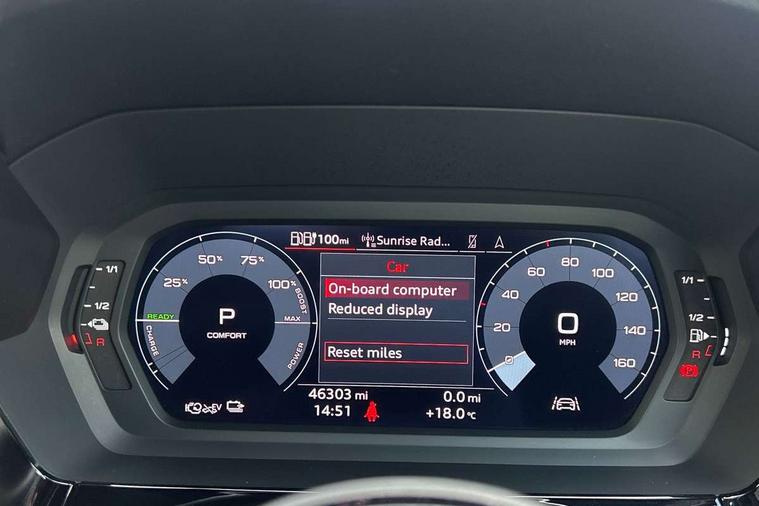 100mi
Sunrise Rad...
Car
On-board computer
Reduced display
Reset miles
46303 mi
0.0 mi
14:51
+18.0°C
25%
50%
75%
100%
BOOST
MAX
POWER
READY
CHARGE
P
COMFORT
EV
0
20
40
60
80
100
120
140
160
0
MPH
1/1
1/2
R
1/1
1/2
R
P